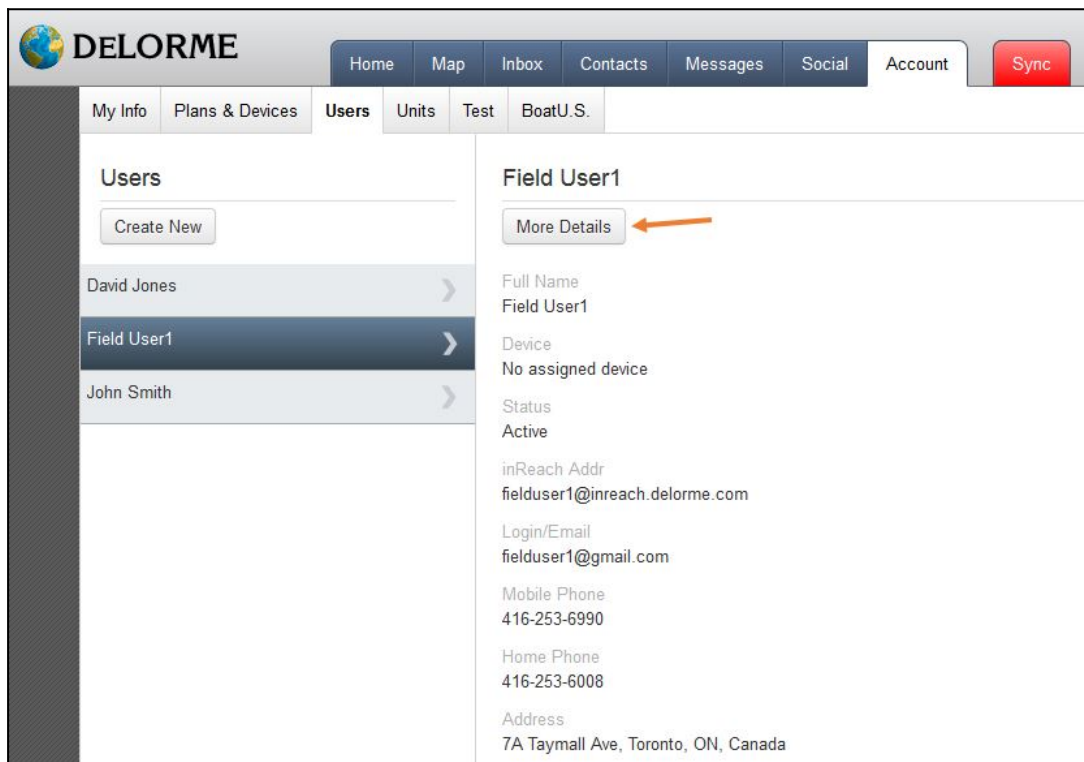 DELORME
Home Map Inbox Contacts Messages Social Account Sync
My Info Plans & Devices Users Units Test BoatU.S.
Users
Create New
David Jones
Field User1
John Smith
Field User1
More Details
Full Name
Field User1
Device
No assigned device
Status
Active
inReach Addr
fielduser1@inreach.delorme.com
Login/Email
fielduser1@gmail.com
Mobile Phone
416-253-6990
Home Phone
416-253-6008
Address
7A Taymall Ave, Toronto, ON, Canada